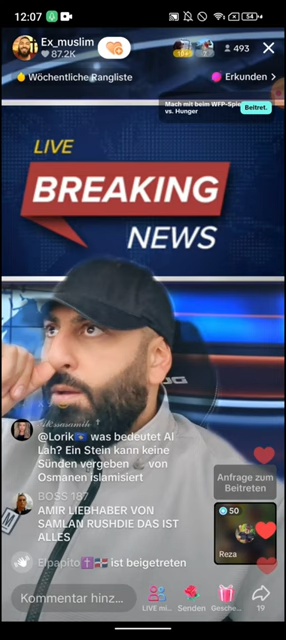 12:07
54
Ex_muslim
87.2K
493
Wöchentliche Rangliste
Erkunden >
Mach mit beim WFP-Spie
vs. Hunger
Beitret.
LIVE
BREAKING
NEWS
@Lorik was bedeutet Al
Lah? Ein Stein kann keine
Sünden vergeben von
Osmanen islamisiert
BOSS 187
AMIR LIEBHABER VON
SAMLAN RUSHDIE DAS IST
ALLES
Elpapito ist beigetreten
Anfrage zum
Beitreten
50
Reza
Kommentar hinz...
LIVE mi...
Senden
Gesche...
19